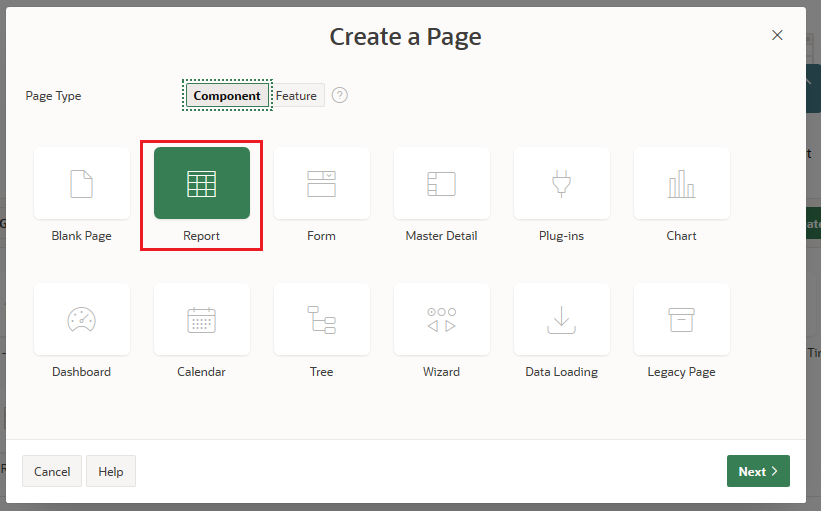 Create a Page
Page Type
Component
Feature
?
Blank Page
Report
Form
Master Detail
Plug-ins
Chart
Dashboard
Calendar
Tree
Wizard
Data Loading
Legacy Page
Cancel
Help
Next